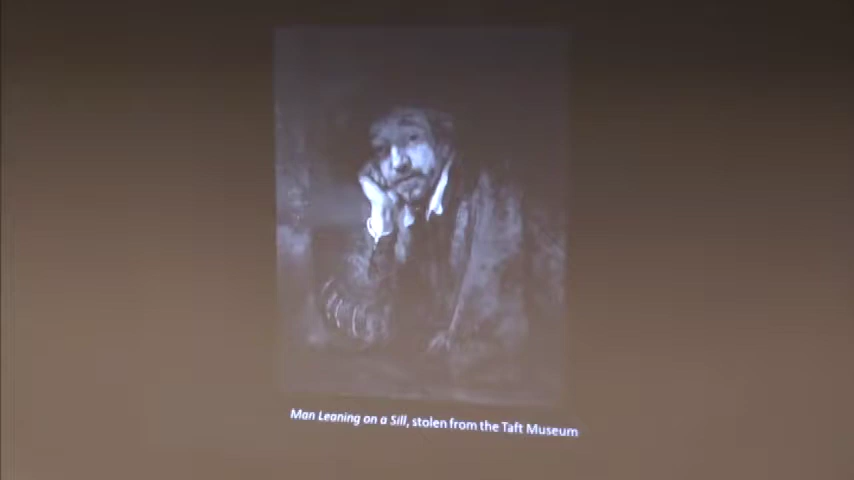 Man Leaning on a Sill, stolen from the Taft Museum